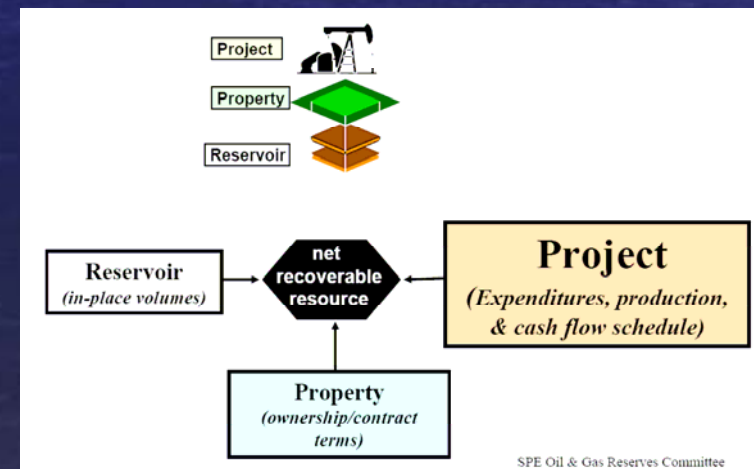 Project
Property
Reservoir
Reservoir
(in-place volumes)
net
recoverable
resource
Project
(Expenditures, production,
& cash flow schedule)
Property
(ownership/contract
terms)
SPE Oil & Gas Reserves Committee